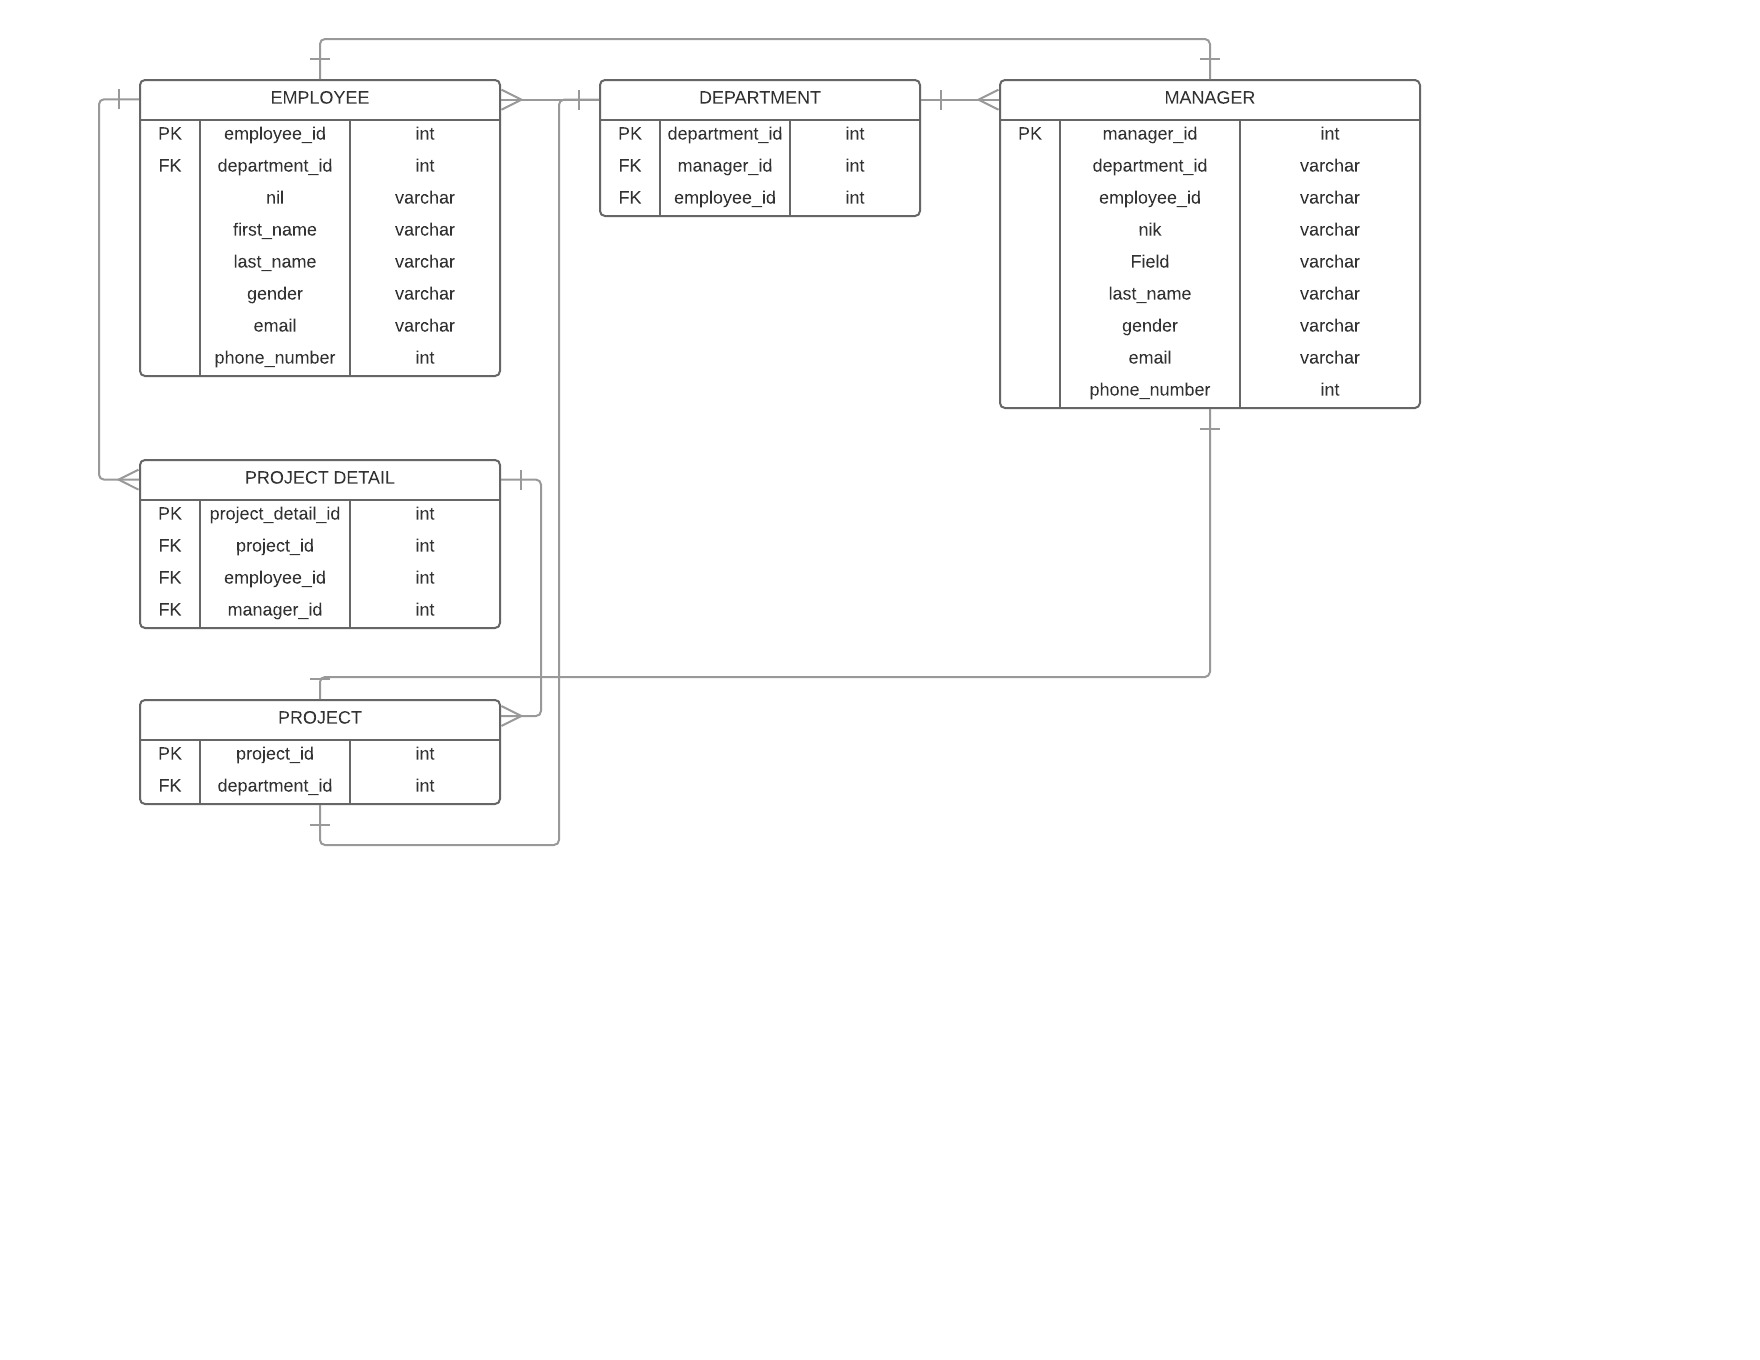 EMPLOYEE
PK employee_id int
FK department_id int
nil varchar
first_name varchar
last_name varchar
gender varchar
email varchar
phone_number int
DEPARTMENT
PK department_id int
FK manager_id int
FK employee_id int
MANAGER
PK manager_id int
department_id varchar
employee_id varchar
nik varchar
Field varchar
last_name varchar
gender varchar
email varchar
phone_number int
PROJECT DETAIL
PK project_detail_id int
FK project_id int
FK employee_id int
FK manager_id int
PROJECT
PK project_id int
FK department_id int